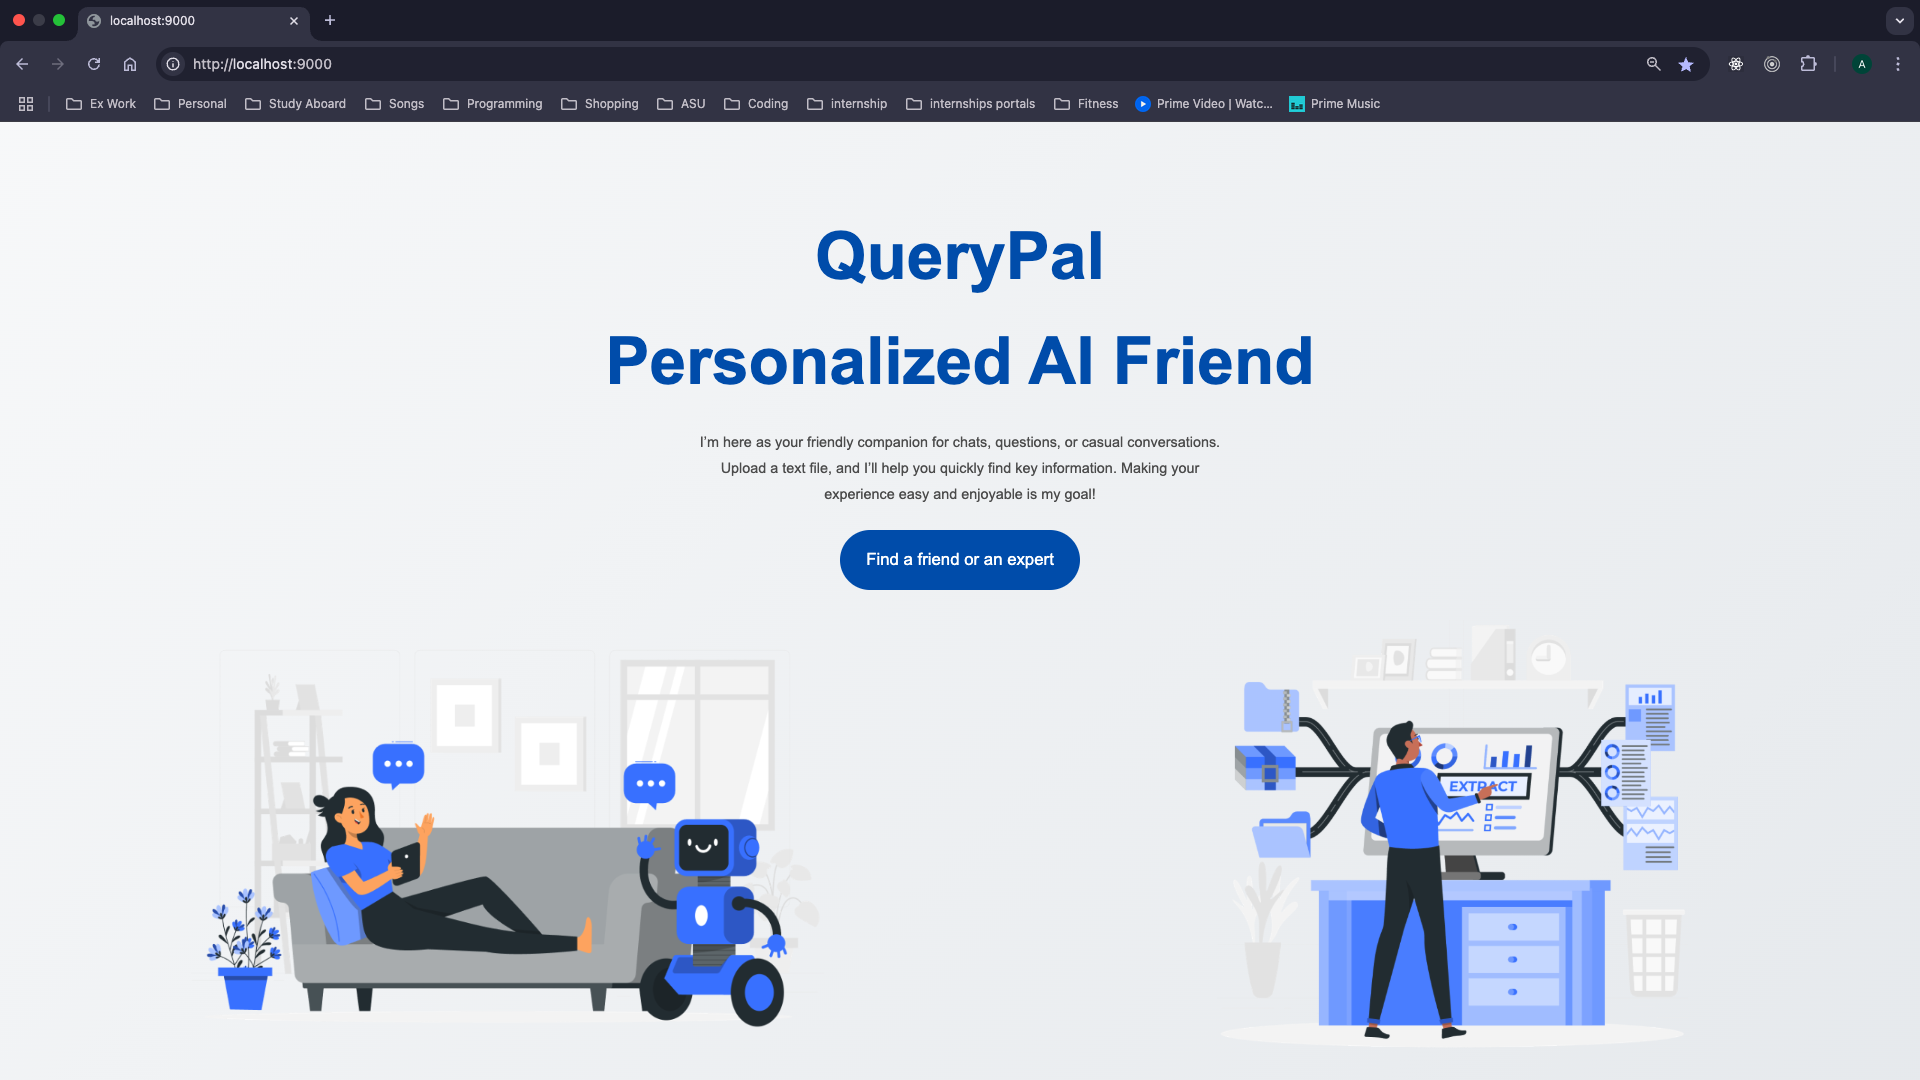 localhost:9000
http://localhost:9000
A
Ex Work
Personal
Study Aboard
Songs
Programming
Shopping
ASU
Coding
internship
internships portals
Fitness
Prime Video | Watc...
Prime Music
QueryPal
Personalized AI Friend
I'm here as your friendly companion for chats, questions, or casual conversations.
Upload a text file, and I'll help you quickly find key information. Making your
experience easy and enjoyable is my goal!
Find a friend or an expert
EXTRACT